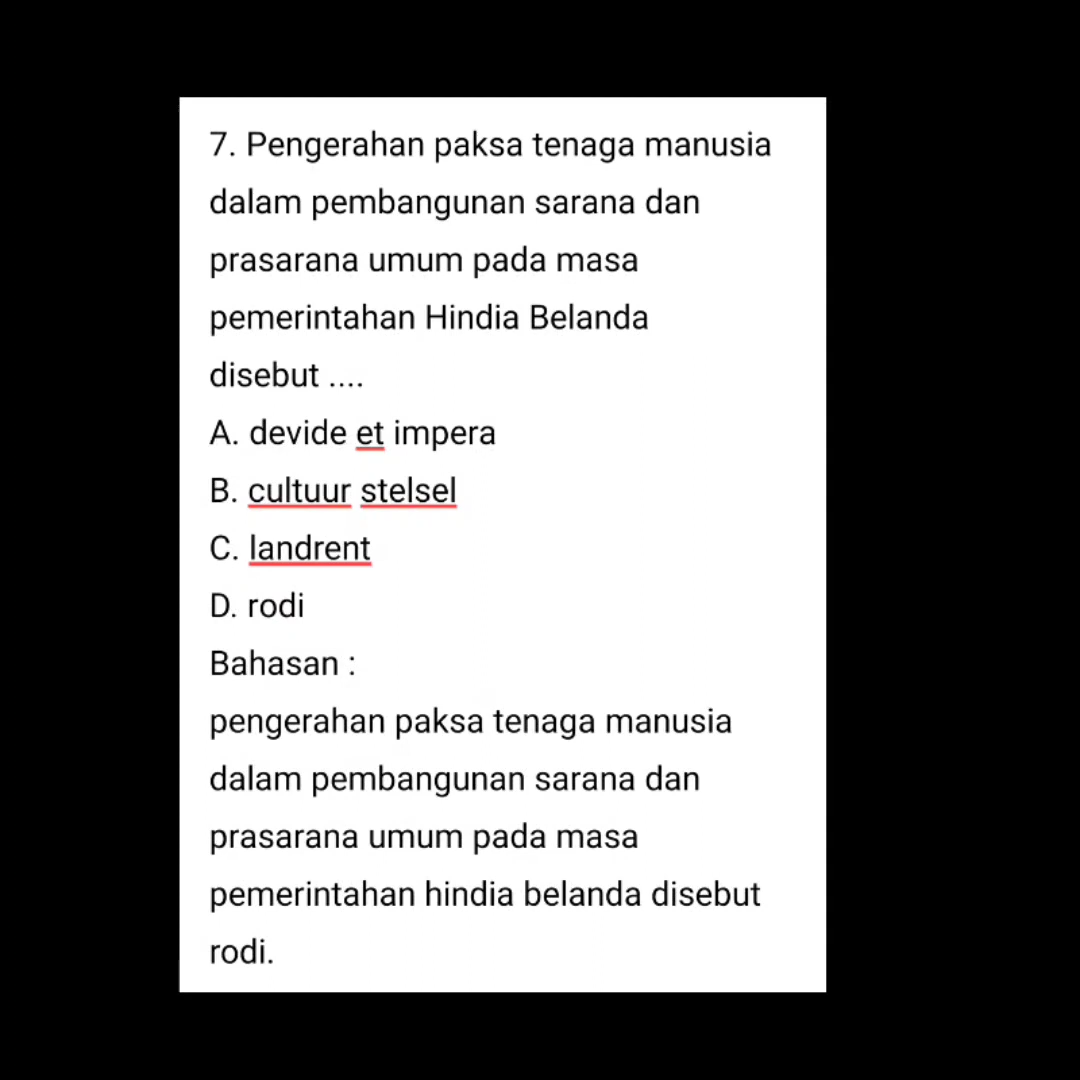 7. Pengerahan paksa tenaga manusia
dalam pembangunan sarana dan
prasarana umum pada masa
pemerintahan Hindia Belanda
disebut ....
A. devide et impera
B. cultuur stelsel
C. landrent
D. rodi
Bahasan :
pengerahan paksa tenaga manusia
dalam pembangunan sarana dan
prasarana umum pada masa
pemerintahan hindia belanda disebut
rodi.